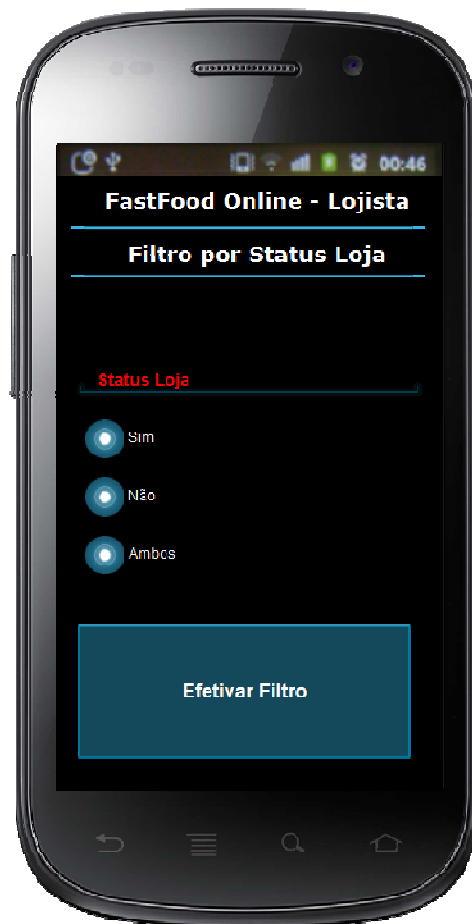 00:46
FastFood Online - Lojista
Filtro por Status Loja
Status Loja
Sim
Não
Ambos
Efetivar Filtro